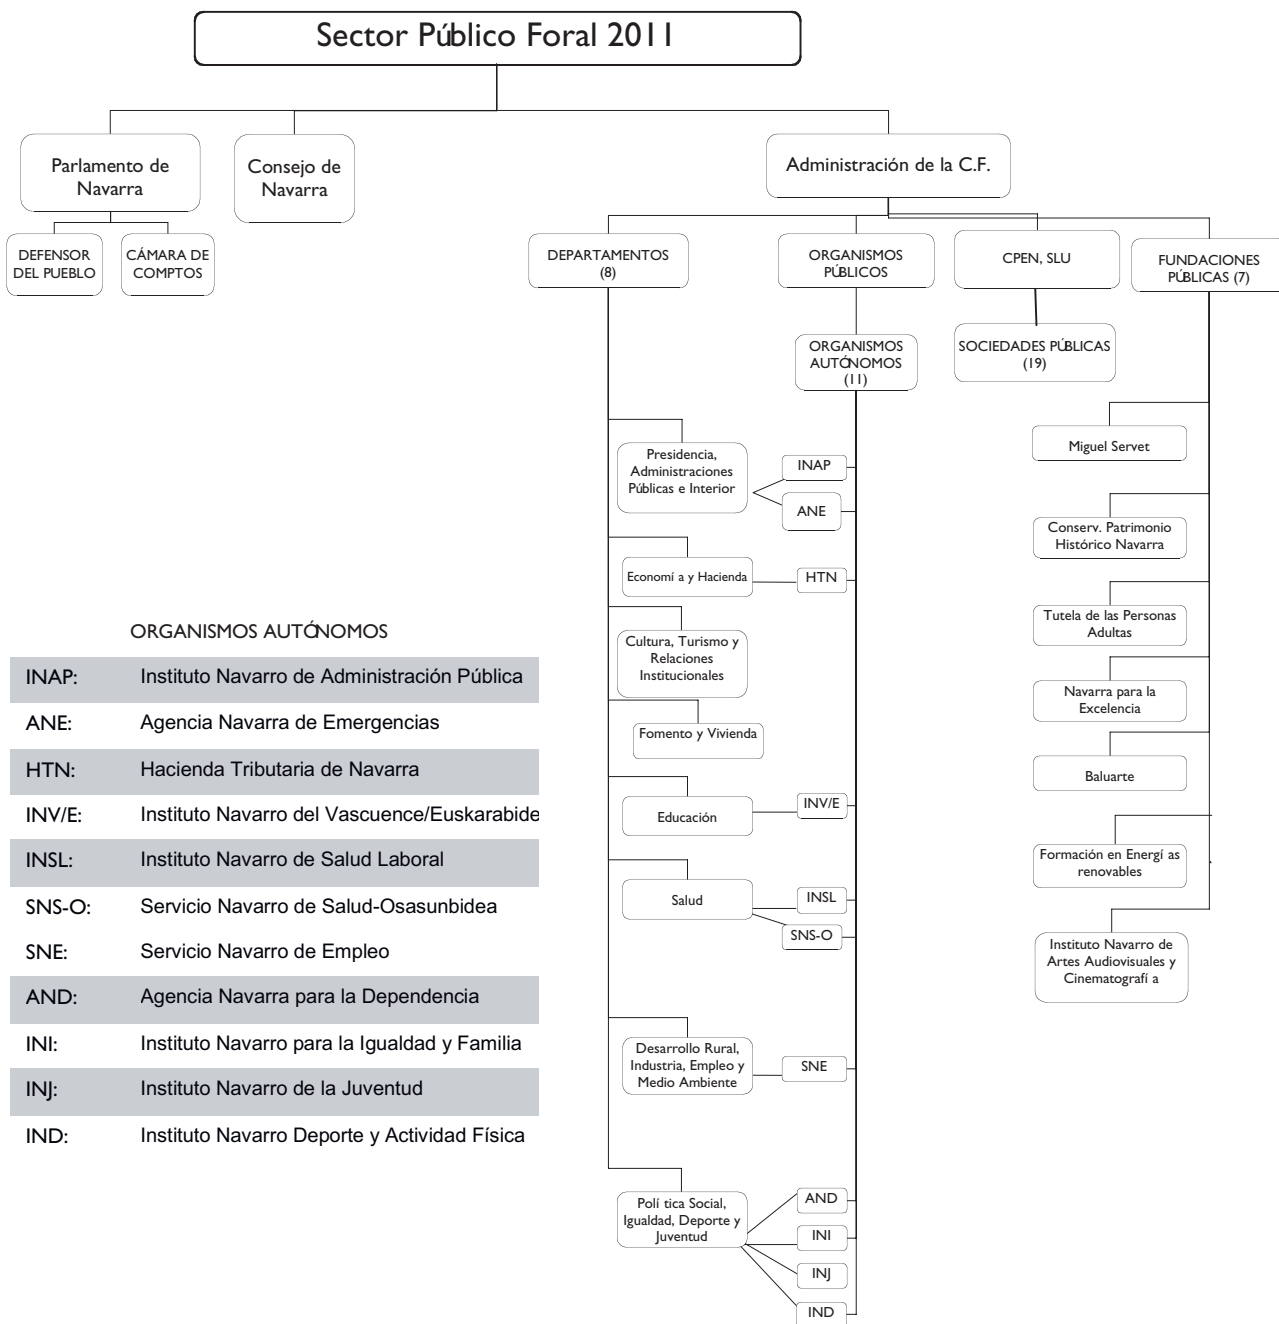 Sector Público Foral 2011
Parlamento de
Navarra
Consejo de
Navarra
Administración de la C.F.
DEFENSOR
DEL PUEBLO
CÁMARA DE
COMPTOS
DEPARTAMENTOS
(8)
ORGANISMOS
PÚBLICOS
CPEN, SLU
FUNDACIONES
PÚBLICAS (7)
ORGANISMOS
AUTÓNOMOS
(11)
SOCIEDADES PÚBLICAS
(19)
Presidencia,
Administraciones
Públicas e Interior
INAP
ANE
Economí a y Hacienda
HTN
Cultura, Turismo y
Relaciones
Institucionales
Fomento y Vivienda
Educación
INV/E
Salud
INSL
SNS-O
Desarrollo Rural,
Industria, Empleo y
Medio Ambiente
SNE
Polí tica Social,
Igualdad, Deporte y
Juventud
AND
INI
INJ
IND
Miguel Servet
Conserv. Patrimonio
Histórico Navarra
Tutela de las Personas
Adultas
Navarra para la
Excelencia
Baluarte
Formación en Energí as
renovables
Instituto Navarro de
Artes Audiovisuales y
Cinematografí a
ORGANISMOS AUTÓNOMOS
INAP: Instituto Navarro de Administración Pública
ANE: Agencia Navarra de Emergencias
HTN: Hacienda Tributaria de Navarra
INV/E: Instituto Navarro del Vascuence/Euskarabide
INSL: Instituto Navarro de Salud Laboral
SNS-O: Servicio Navarro de Salud-Osasunbidea
SNE: Servicio Navarro de Empleo
AND: Agencia Navarra para la Dependencia
INI: Instituto Navarro para la Igualdad y Familia
INJ: Instituto Navarro de la Juventud
IND: Instituto Navarro Deporte y Actividad Física